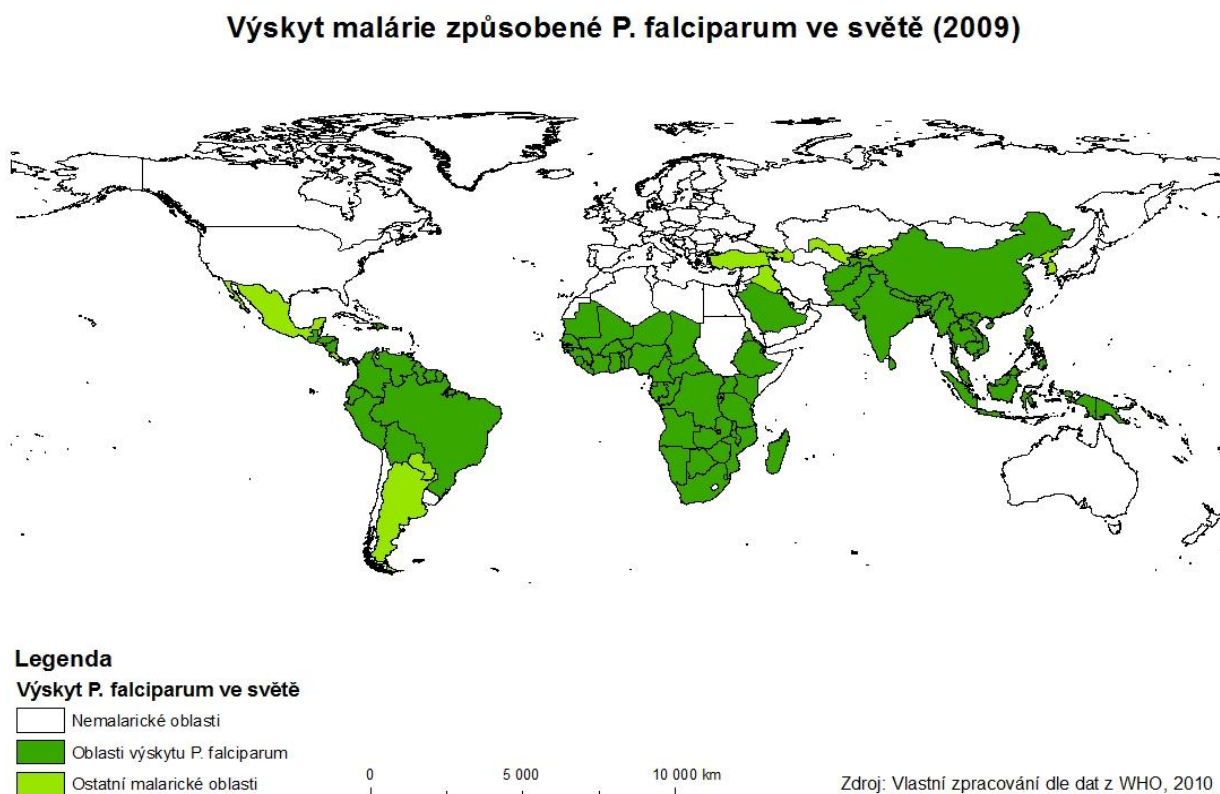 Výskyt malárie způsobené P. falciparum ve světě (2009)
Legenda
Výskyt P. falciparum ve světě
Nemalarické oblasti
Oblasti výskytu P. falciparum
Ostatní malarické oblasti
0 5 000 10 000 km
Zdroj: Vlastní zpracování dle dat z WHO, 2010